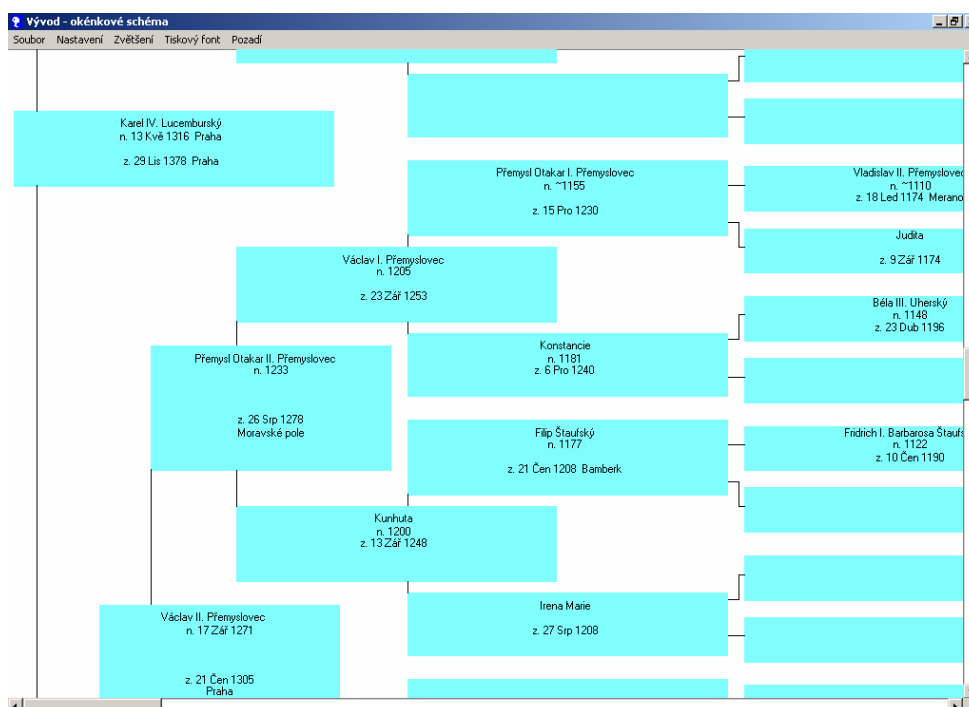 Vývod - okénkové schéma
Soubor Nastavení Zvětšení Tiskový font Pozadí
Karel IV. Lucemburský
n. 13 Kvě 1316 Praha
z. 29 Lis 1378 Praha
Přemysl Otakar I. Přemyslovec
n. ~1155
z. 15 Pro 1230
Vladislav II. Přemyslovec
n. ~1110
z. 18 Led 1174 Merano
Judita
z. 9 Zář 1174
Václav I. Přemyslovec
n. 1205
z. 23 Zář 1253
Béla III. Uherský
n. 1148
z. 23 Dub 1196
Konstancie
n. 1181
z. 6 Pro 1240
Přemysl Otakar II. Přemyslovec
n. 1233
z. 26 Srp 1278
Moravské pole
Filip Štaufský
n. 1177
z. 21 Čen 1208 Bamberk
Fridrich I. Barbarosa Štaufs
n. 1122
z. 10 Čen 1190
Kunhuta
n. 1200
z. 13 Zář 1248
Irena Marie
z. 27 Srp 1208
Václav II. Přemyslovec
n. 17 Zář 1271
z. 21 Čen 1305
Praha